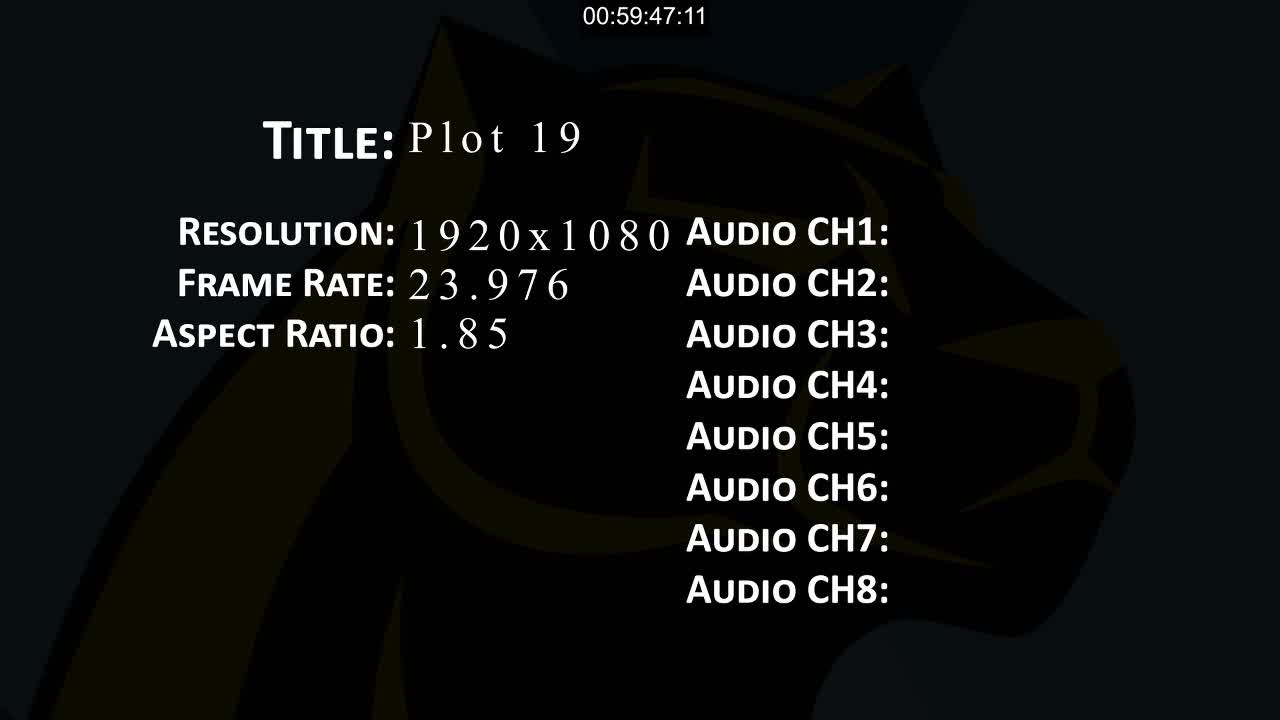 00:59:47:11
Title: Plot 19
Resolution: 1920x1080
Frame Rate: 23.976
Aspect Ratio: 1.85
Audio CH1:
Audio CH2:
Audio CH3:
Audio CH4:
Audio CH5:
Audio CH6:
Audio CH7:
Audio CH8: